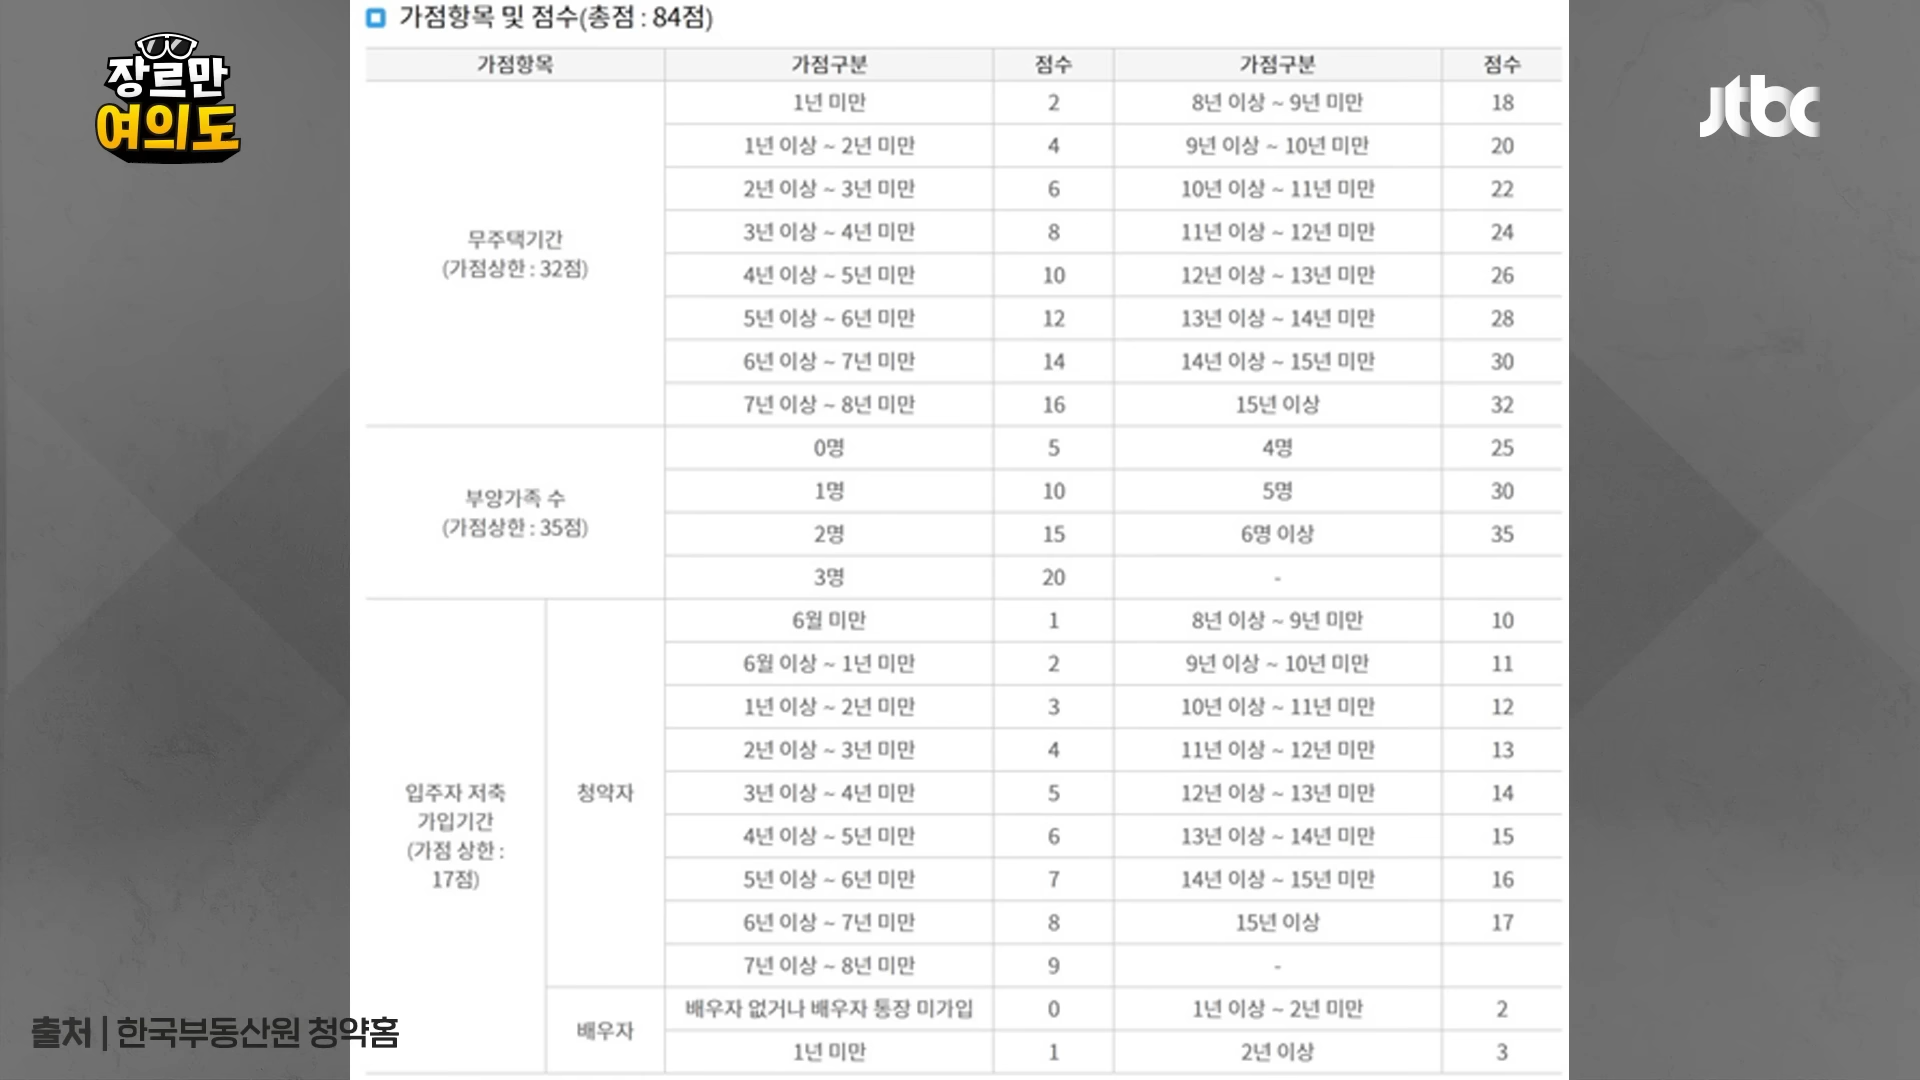 장르만
여의도
jtbc
가점항목 및 점수(총점 : 84점)
가점항목 가점구분 점수 가점구분 점수
무주택기간
(가점상한 : 32점)
1년 미만 2 8년 이상 ~ 9년 미만 18
1년 이상 ~ 2년 미만 4 9년 이상 ~ 10년 미만 20
2년 이상 ~ 3년 미만 6 10년 이상 ~ 11년 미만 22
3년 이상 ~ 4년 미만 8 11년 이상 ~ 12년 미만 24
4년 이상 ~ 5년 미만 10 12년 이상 ~ 13년 미만 26
5년 이상 ~ 6년 미만 12 13년 이상 ~ 14년 미만 28
6년 이상 ~ 7년 미만 14 14년 이상 ~ 15년 미만 30
7년 이상 ~ 8년 미만 16 15년 이상 32
부양가족 수
(가점상한 : 35점)
0명 5 4명 25
1명 10 5명 30
2명 15 6명 이상 35
3명 20 -
입주자 저축
가입기간
(가점 상한 :
17점)
청약자
6월 미만 1 8년 이상 ~ 9년 미만 10
6월 이상 ~ 1년 미만 2 9년 이상 ~ 10년 미만 11
1년 이상 ~ 2년 미만 3 10년 이상 ~ 11년 미만 12
2년 이상 ~ 3년 미만 4 11년 이상 ~ 12년 미만 13
3년 이상 ~ 4년 미만 5 12년 이상 ~ 13년 미만 14
4년 이상 ~ 5년 미만 6 13년 이상 ~ 14년 미만 15
5년 이상 ~ 6년 미만 7 14년 이상 ~ 15년 미만 16
6년 이상 ~ 7년 미만 8 15년 이상 17
7년 이상 ~ 8년 미만 9 -
배우자
배우자 없거나 배우자 통장 미가입 0 1년 이상 ~ 2년 미만 2
1년 미만 1 2년 이상 3
출처 | 한국부동산원 청약홈